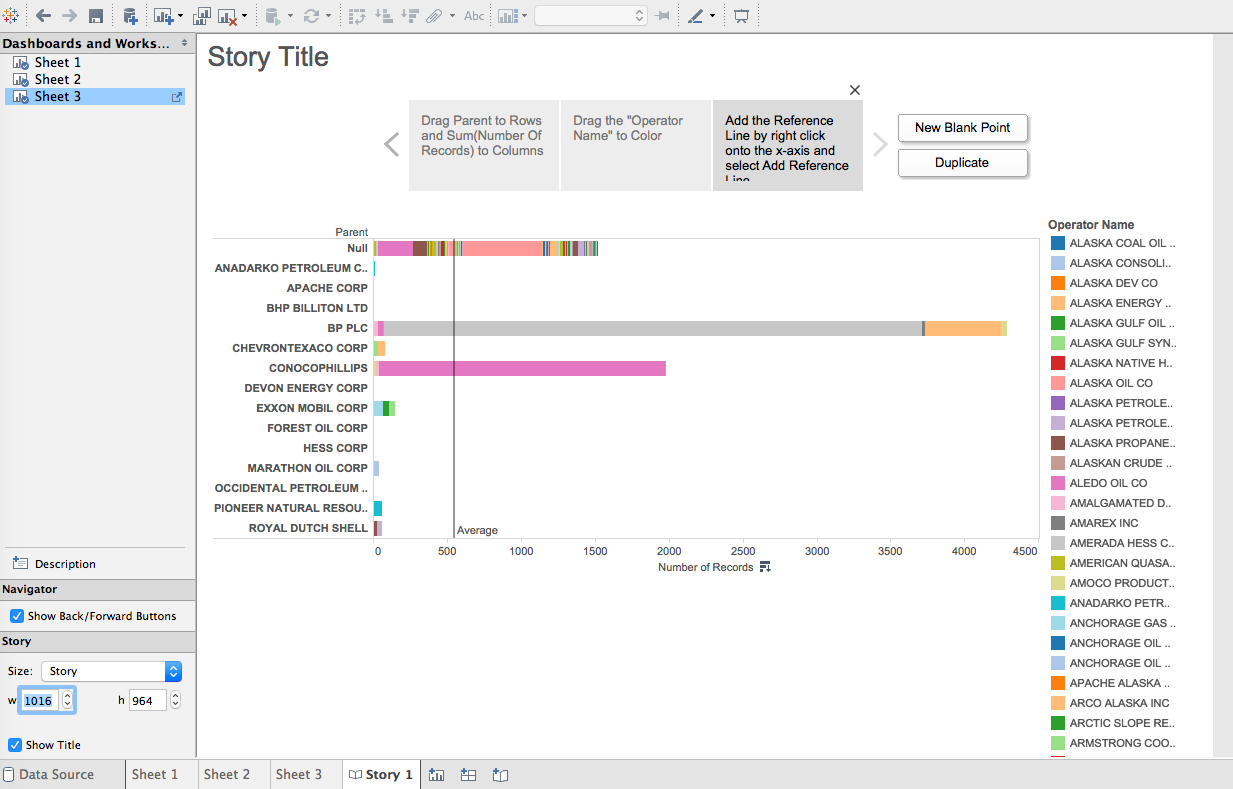 Abc
Dashboards and Works...
Sheet 1
Sheet 2
Sheet 3
Description
Navigator
Show Back/Forward Buttons
Story
Size: Story
w 1016 h 964
Show Title
Story Title
Drag Parent to Rows
and Sum(Number Of
Records) to Columns
Drag the "Operator
Name" to Color
Add the Reference
Line by right click
onto the x-axis and
select Add Reference
Line
New Blank Point
Duplicate
Parent
Null
ANADARKO PETROLEUM C..
APACHE CORP
BHP BILLITON LTD
BP PLC
CHEVRONTEXACO CORP
CONOCOPHILLIPS
DEVON ENERGY CORP
EXXON MOBIL CORP
FOREST OIL CORP
HESS CORP
MARATHON OIL CORP
OCCIDENTAL PETROLEUM ..
PIONEER NATURAL RESOU..
ROYAL DUTCH SHELL
Average
0 500 1000 1500 2000 2500 3000 3500 4000 4500
Number of Records
Operator Name
ALASKA COAL OIL ..
ALASKA CONSOLI..
ALASKA DEV CO
ALASKA ENERGY ..
ALASKA GULF OIL ..
ALASKA GULF SYN..
ALASKA NATIVE H..
ALASKA OIL CO
ALASKA PETROLE..
ALASKA PETROLE..
ALASKA PROPANE..
ALASKAN CRUDE ..
ALEDO OIL CO
AMALGAMATED D..
AMAREX INC
AMERADA HESS C..
AMERICAN QUASA..
AMOCO PRODUCT..
ANADARKO PETR..
ANCHORAGE GAS ..
ANCHORAGE OIL ..
ANCHORAGE OIL ..
APACHE ALASKA ..
ARCO ALASKA INC
ARCTIC SLOPE RE..
ARMSTRONG COO..
Data Source Sheet 1 Sheet 2 Sheet 3 Story 1